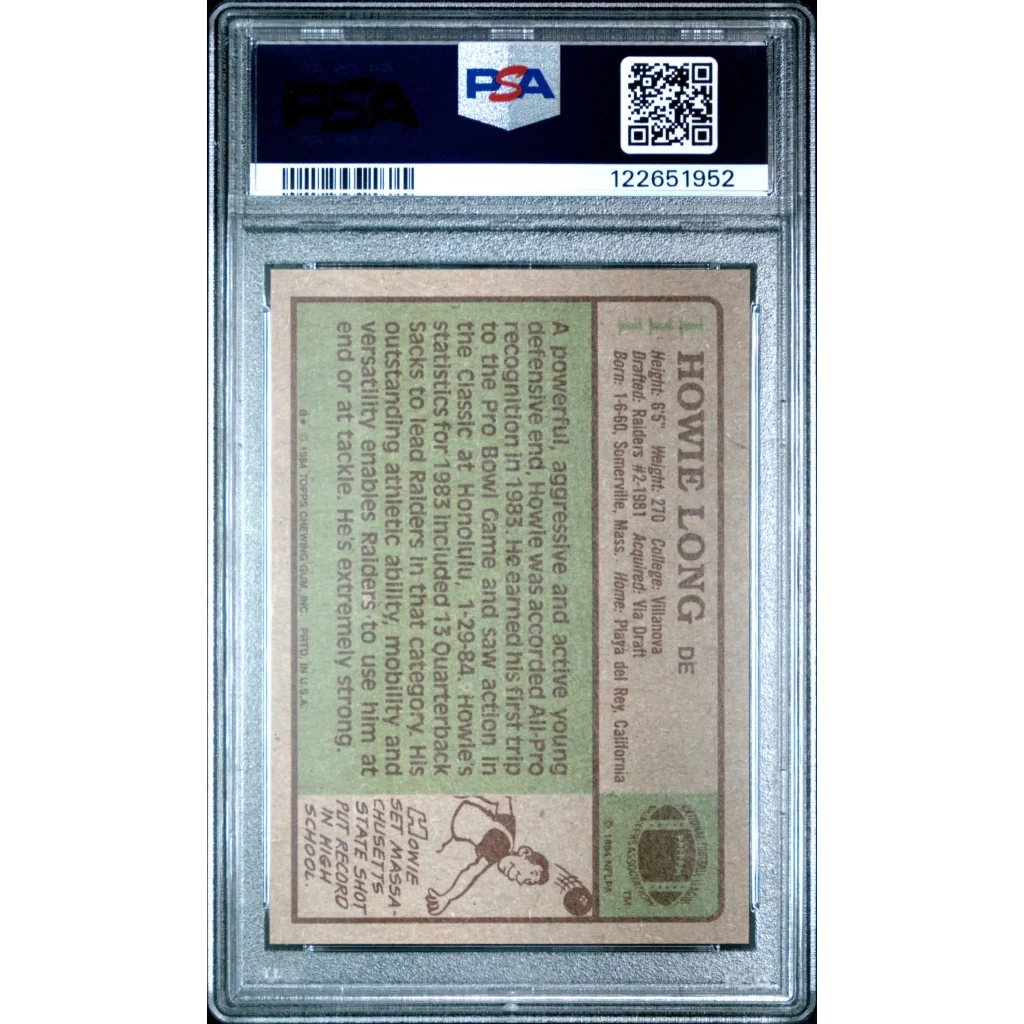 PSA
PSA
122651952
111
HOWIE LONG DE
Height: 6'5" Weight: 270 College: Villanova
Drafted: Raiders #2-1981 Acquired: Via Draft
Born: 1-6-60, Somerville, Mass. Home: Playa del Rey, California
A powerful, aggressive and active young
defensive end, Howie was accorded All-Pro
recognition in 1983. He earned his first trip
to the Pro Bowl Game and saw action in
the Classic at Honolulu, 1-29-84. Howie's
statistics for 1983 included 13 Quarterback
Sacks to lead Raiders in that category. His
outstanding athletic ability, mobility and
versatility enables Raiders to use him at
end or at tackle. He's extremely strong.
© 1984 TOPPS CHEWING GUM, INC. PRTD. IN U.S.A.
© 1984 NFLPA
TM
HOWIE
SET MASSA-
CHUSETTS
STATE SHOT
PUT RECORD
IN HIGH
SCHOOL.